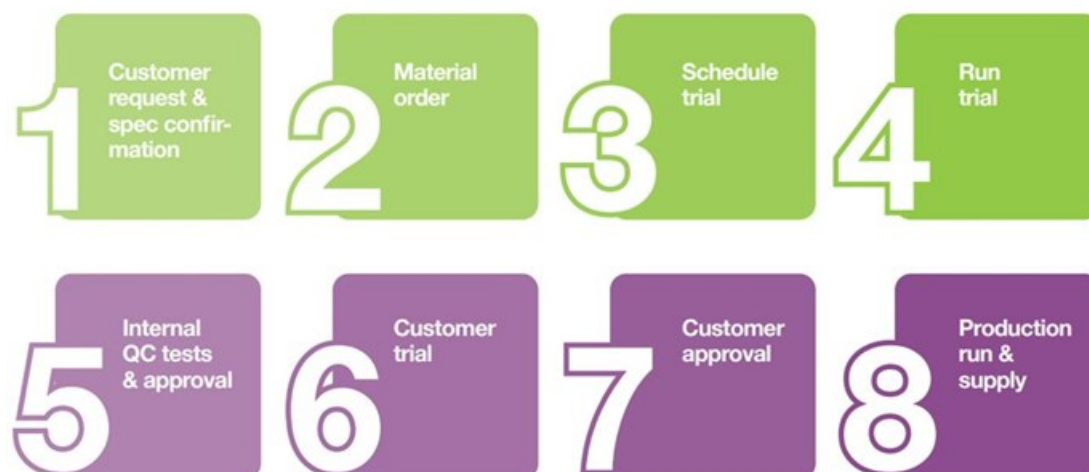 1
Customer
request &
spec confir-
mation
2
Material
order
3
Schedule
trial
4
Run
trial
5
Internal
QC tests
& approval
6
Customer
trial
7
Customer
approval
8
Production
run &
supply